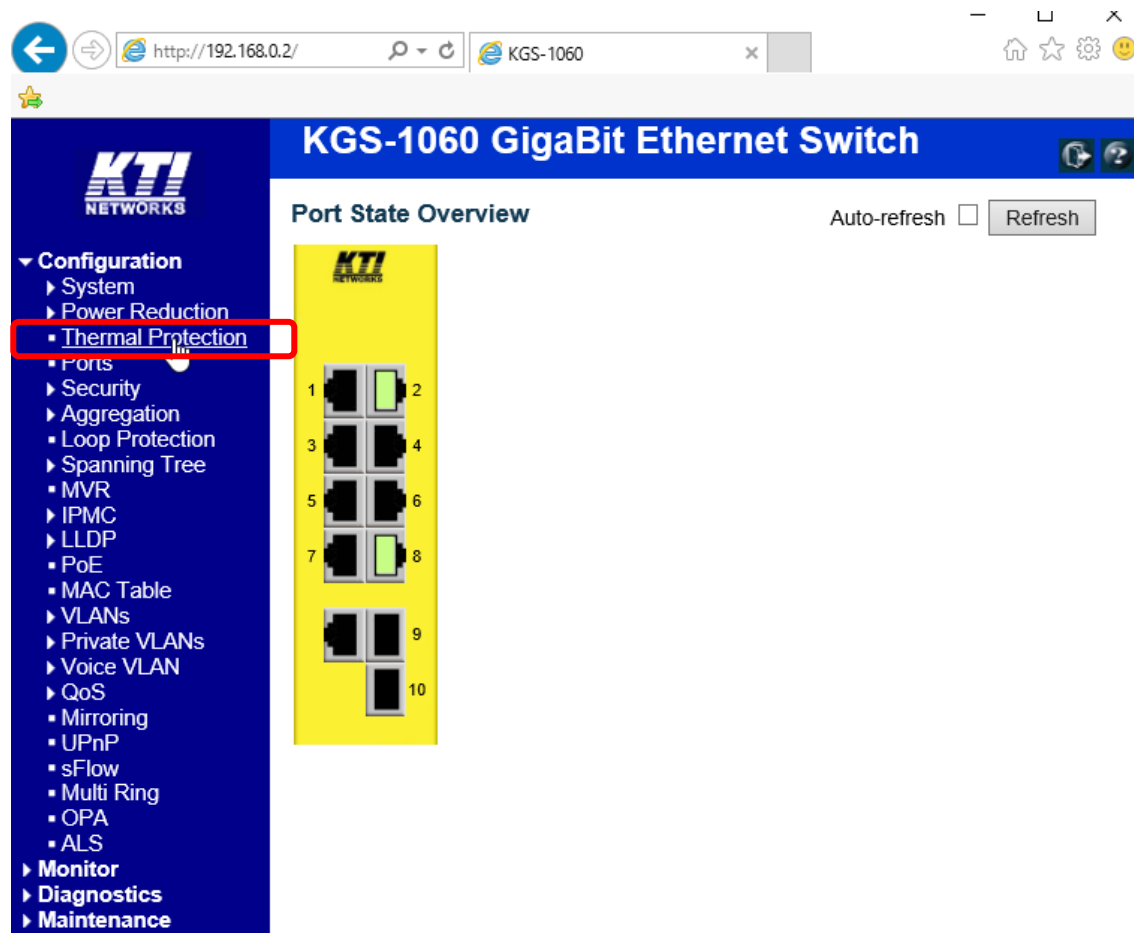 http://192.168.0.2/
KGS-1060
KTI
NETWORKS
KGS-1060 GigaBit Ethernet Switch
Port State Overview
Auto-refresh
Refresh
Configuration
System
Power Reduction
Thermal Protection
Ports
Security
Aggregation
Loop Protection
Spanning Tree
MVR
IPMC
LLDP
PoE
MAC Table
VLANs
Private VLANs
Voice VLAN
QoS
Mirroring
UPnP
sFlow
Multi Ring
OPA
ALS
Monitor
Diagnostics
Maintenance
KTI
NETWORKS
1 2
3 4
5 6
7 8
9
10